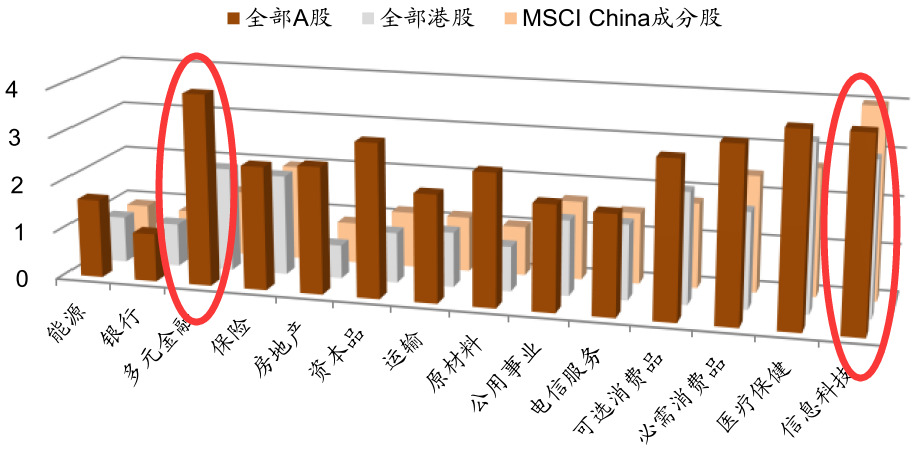 全部A股 全部港股 MSCI China成分股
4
3
2
1
0
能源
银行
多元金融
保险
房地产
资本品
运输
原材料
公用事业
电信服务
可选消费品
必需消费品
医疗保健
信息科技